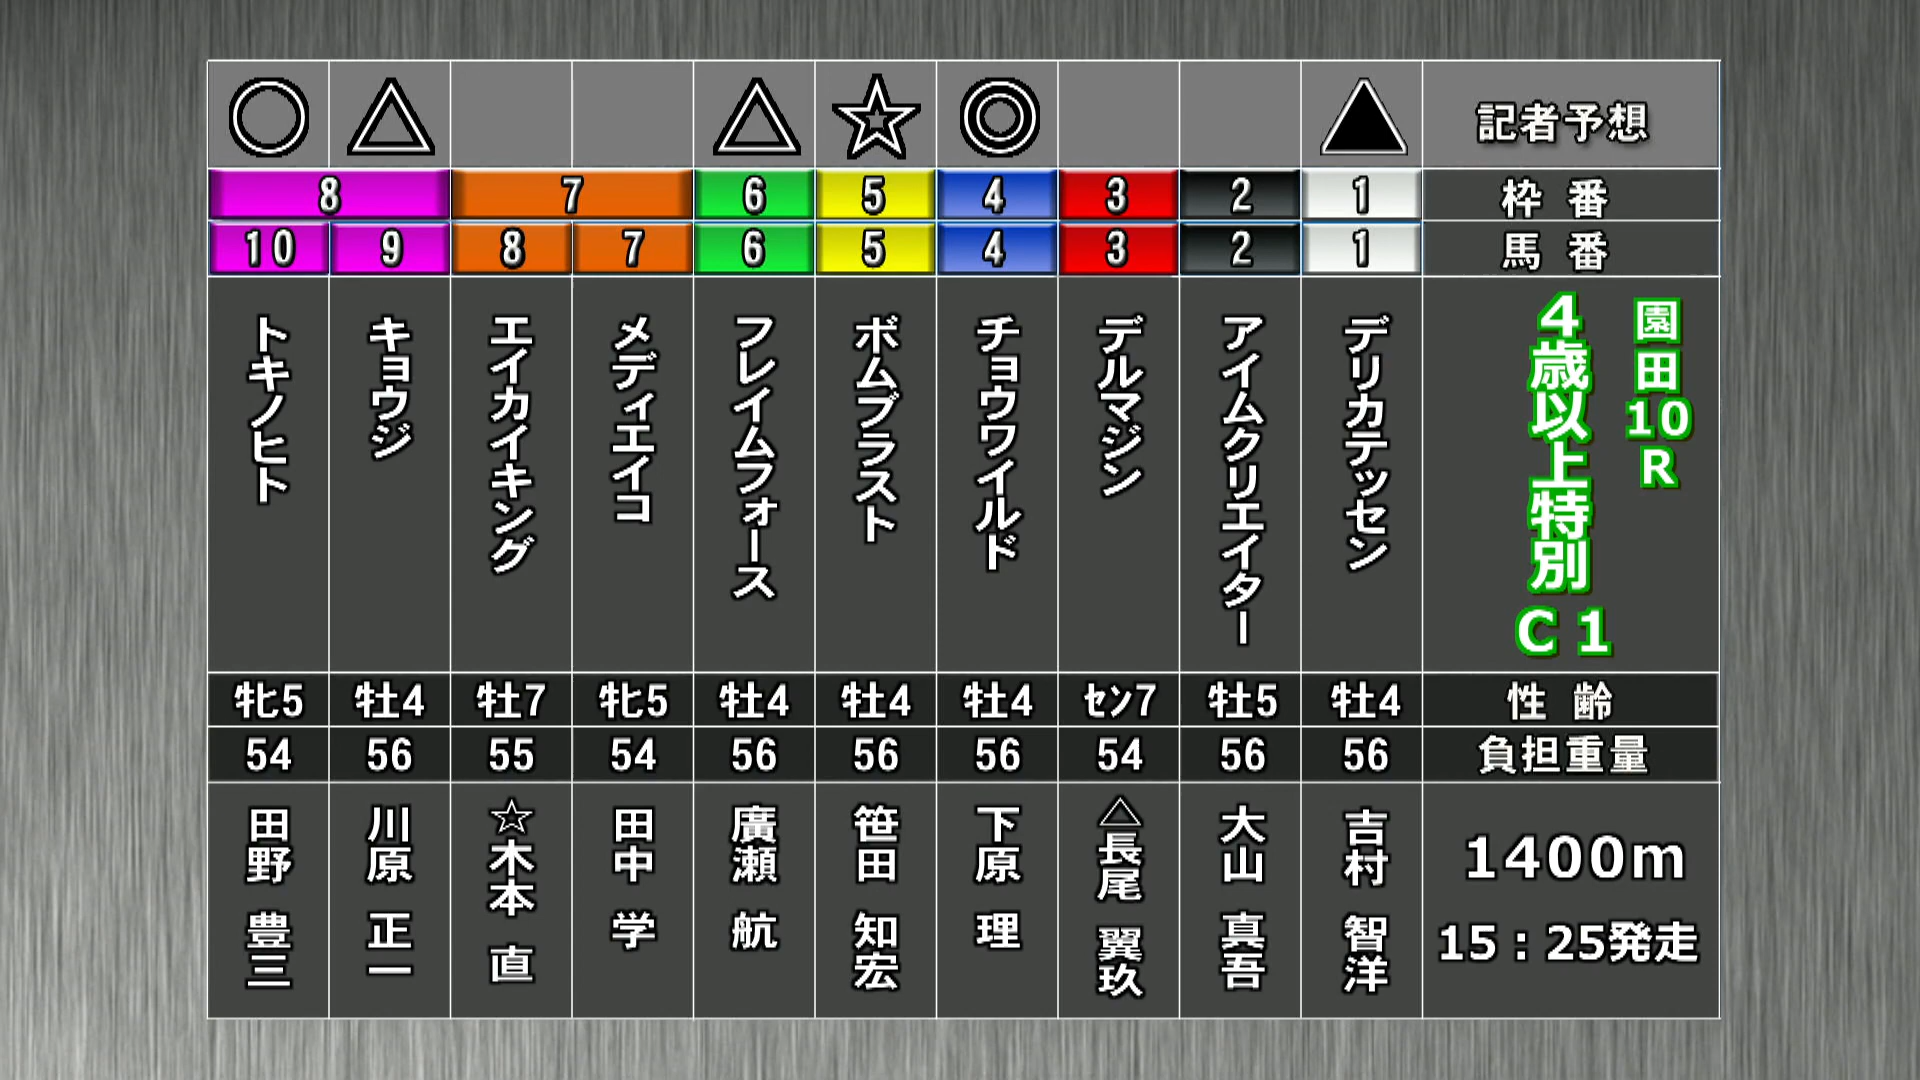 ○ △ △ ☆ ◎ ▲ 記者予想
8 7 6 5 4 3 2 1 枠 番
10 9 8 7 6 5 4 3 2 1 馬 番
園田10R
4歳以上特別 C1
デリカテッセン
アイムクリエイター
デルマジン
チョウワイルド
ボムブラスト
フレイムフォース
メディエイコ
エイカイキング
キョウジ
トキノヒト
牝5 牡4 牡7 牝5 牡4 牡4 牡4 セン7 牡5 牡4 性 齢
54 56 55 54 56 56 56 54 56 56 負担重量
1400m
15：25発走
吉村 智洋
大山 真吾
△長尾 翼玖
下原 理
笹田 知宏
廣瀬 航
田中 学
☆木本 直
川原 正一
田野 豊三